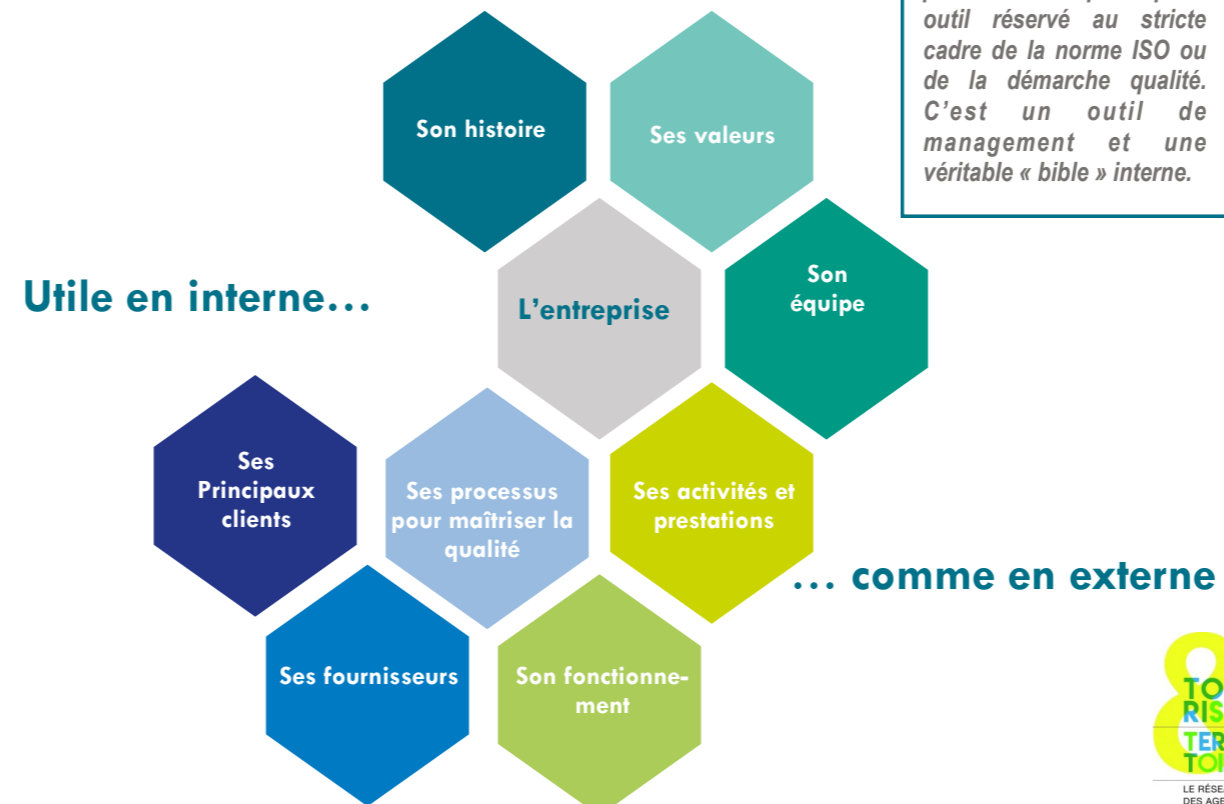 outil réservé au stricte
cadre de la norme ISO ou
de la démarche qualité.
C'est un outil de
management et une
véritable « bible » interne.
Son histoire
Ses valeurs
Utile en interne…
L'entreprise
Son
équipe
Ses
Principaux
clients
Ses processus
pour maîtriser la
qualité
Ses activités et
prestations
… comme en externe
Ses fournisseurs
Son fonctionne-
ment
8
TO
RIS
TER
TOI
LE RÉSEA
DES AGE